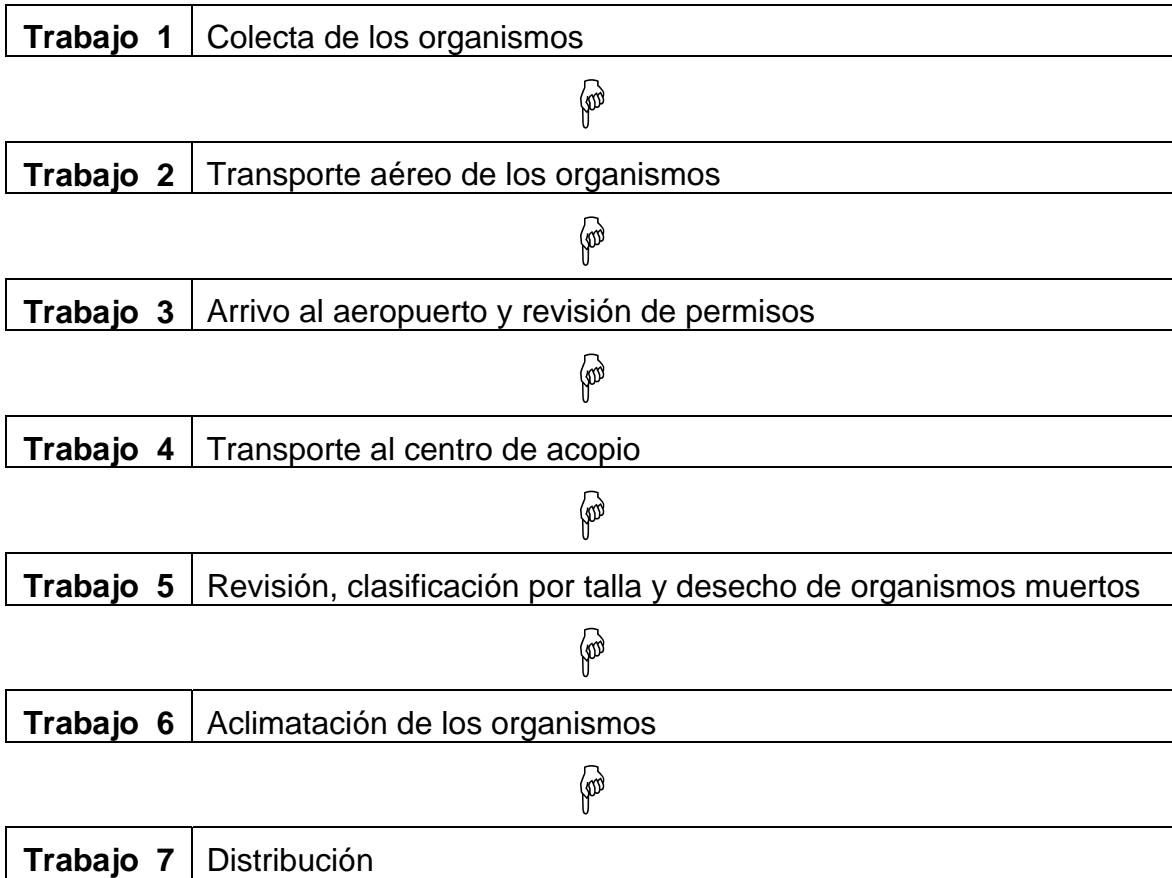 Trabajo 1 Colecta de los organismos
Trabajo 2 Transporte aéreo de los organismos
Trabajo 3 Arrivo al aeropuerto y revisión de permisos
Trabajo 4 Transporte al centro de acopio
Trabajo 5 Revisión, clasificación por talla y desecho de organismos muertos
Trabajo 6 Aclimatación de los organismos
Trabajo 7 Distribución